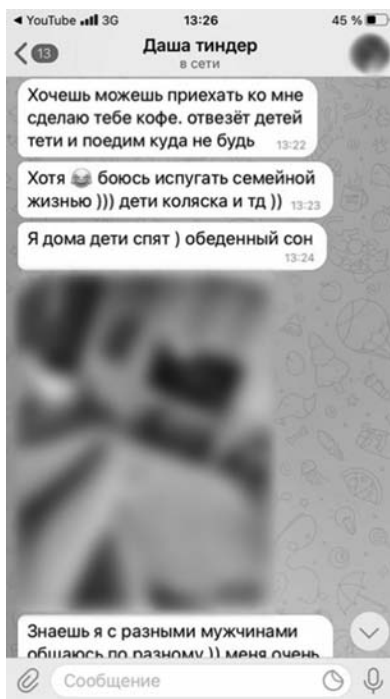 YouTube 3G 13:26 45 %
13 Даша тиндер
в сети
Хочешь можешь приехать ко мне
сделаю тебе кофе. отвезёт детей
тети и поедим куда не будь 13:22
Хотя 😂 боюсь испугать семейной
жизнью ))) дети коляска и тд )) 13:23
Я дома дети спят ) обеденный сон
13:24
Знаешь я с разными мужчинами
общаюсь по разному )) меня очень
Сообщение